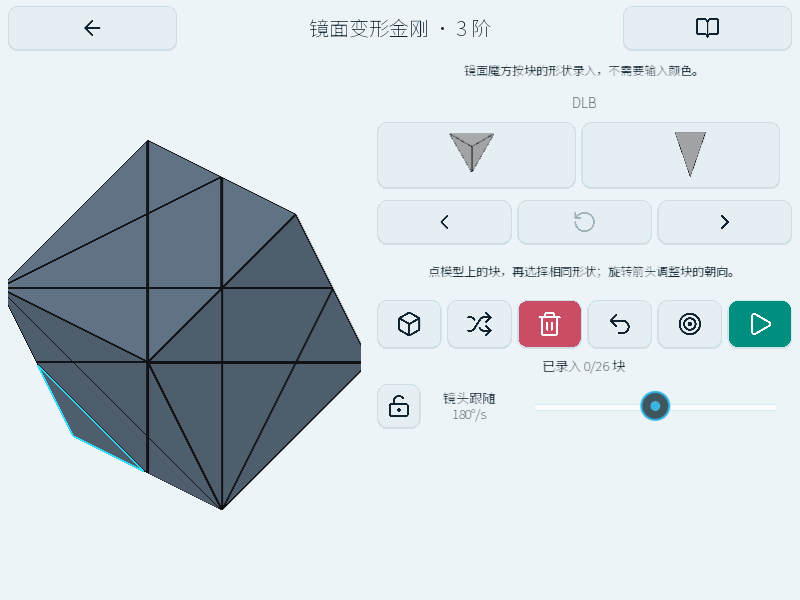 镜面变形金刚 · 3 阶
镜面魔方按块的形状录入，不需要输入颜色。
DLB
点模型上的块，再选择相同形状；旋转箭头调整块的朝向。
已录入 0/26 块
镜头跟随
180°/s